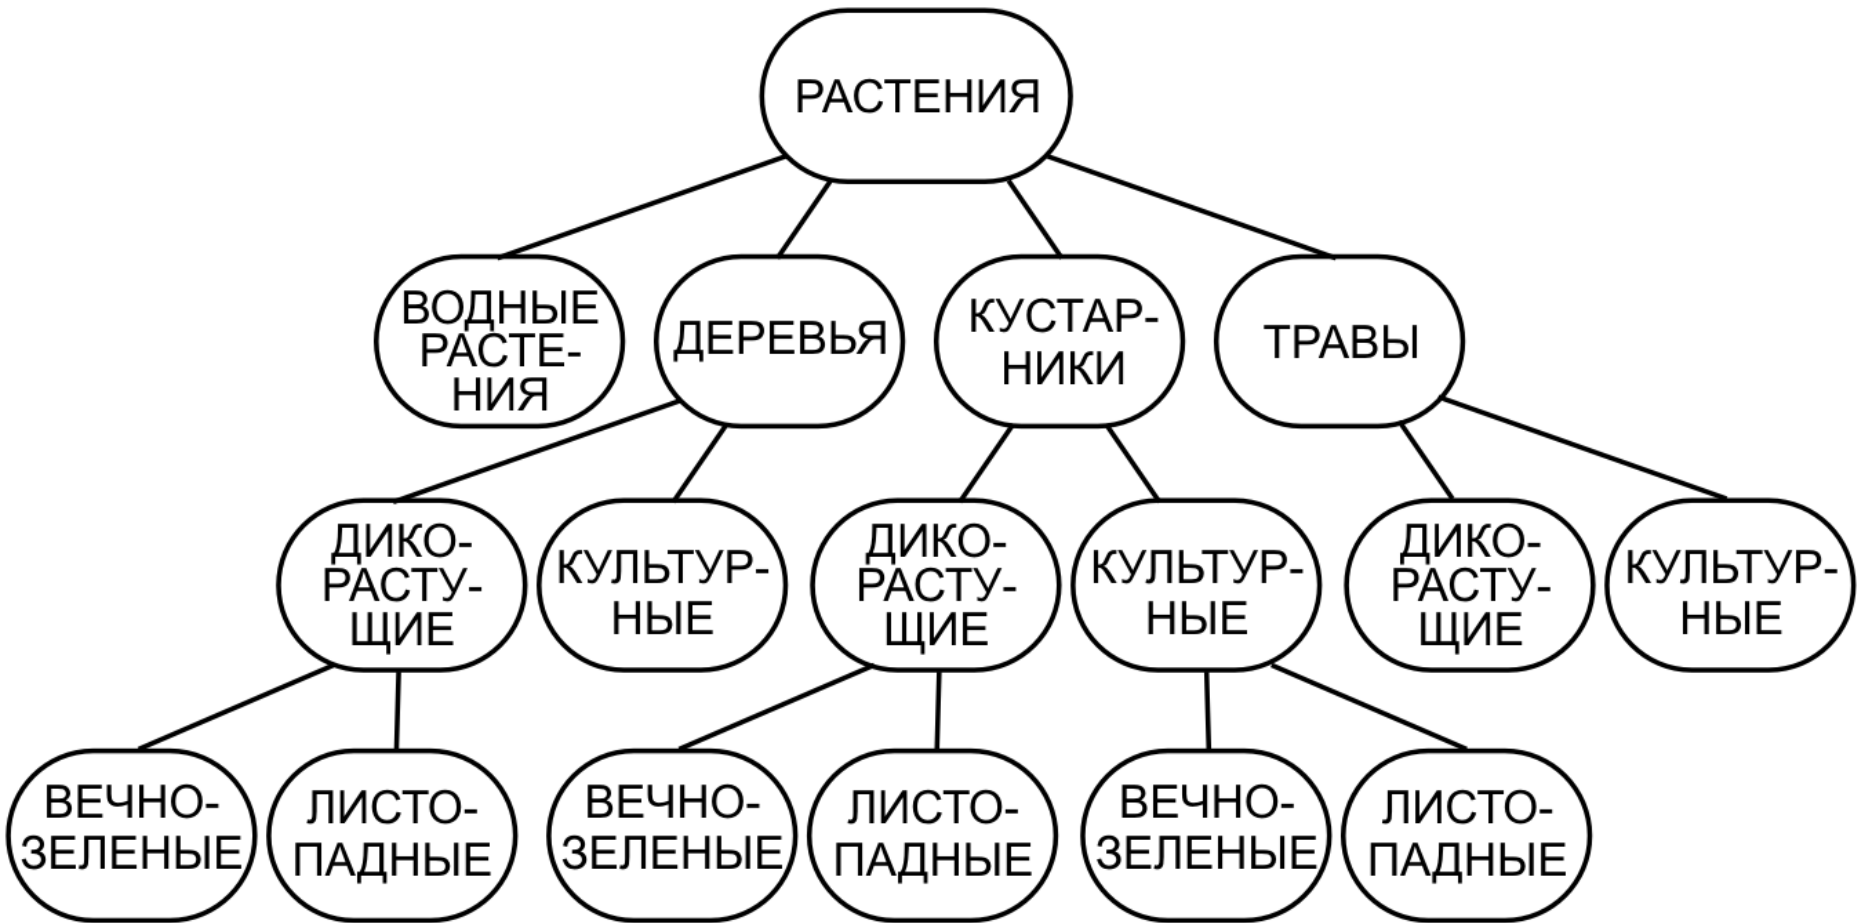 РАСТЕНИЯ
ВОДНЫЕ
РАСТЕ-
НИЯ
ДЕРЕВЬЯ
КУСТАР-
НИКИ
ТРАВЫ
ДИКО-
РАСТУ-
ЩИЕ
КУЛЬТУР-
НЫЕ
ДИКО-
РАСТУ-
ЩИЕ
КУЛЬТУР-
НЫЕ
ДИКО-
РАСТУ-
ЩИЕ
КУЛЬТУР-
НЫЕ
ВЕЧНО-
ЗЕЛЕНЫЕ
ЛИСТО-
ПАДНЫЕ
ВЕЧНО-
ЗЕЛЕНЫЕ
ЛИСТО-
ПАДНЫЕ
ВЕЧНО-
ЗЕЛЕНЫЕ
ЛИСТО-
ПАДНЫЕ